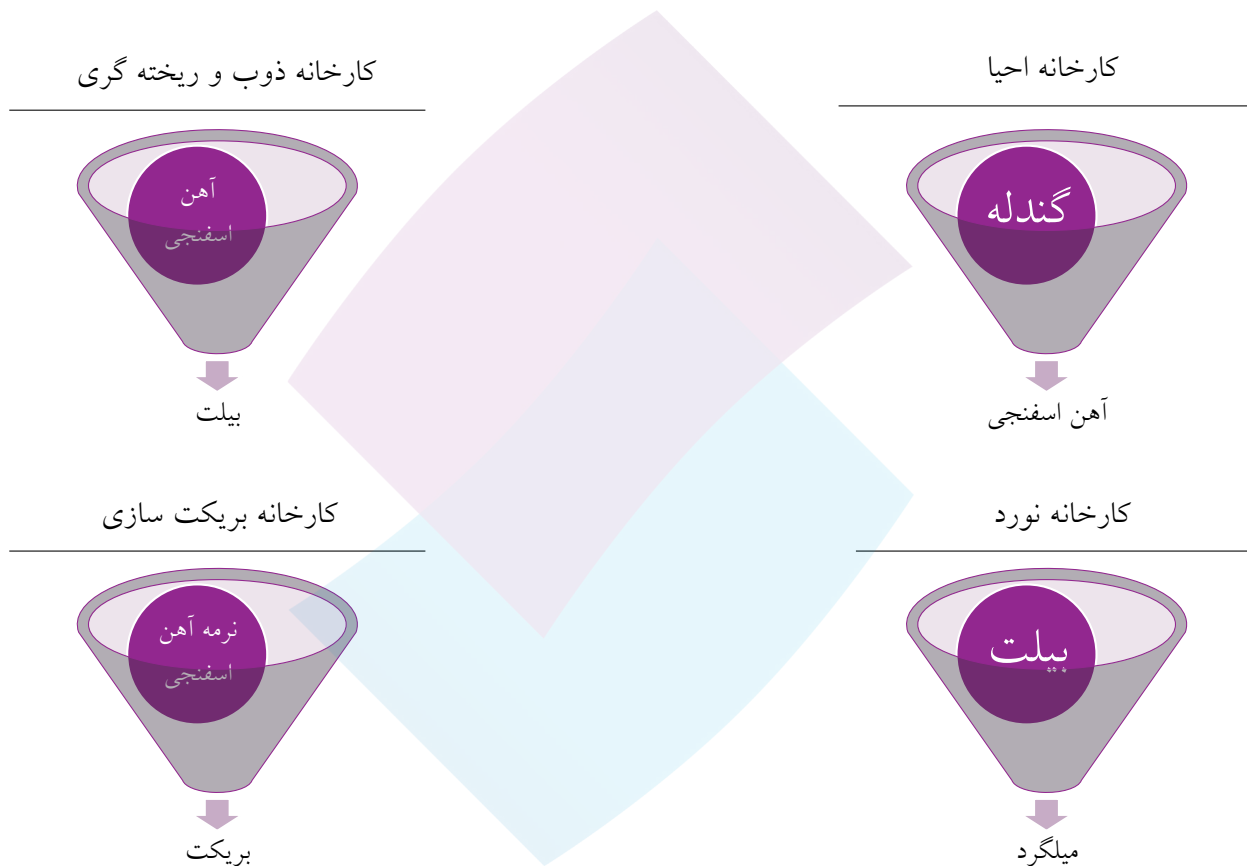 کارخانه احیا
گندله
آهن اسفنجی
کارخانه ذوب و ریخته گری
آهن
اسفنجی
بیلت
کارخانه نورد
بیلت
میلگرد
کارخانه بریکت سازی
نرمه آهن
اسفنجی
بریکت